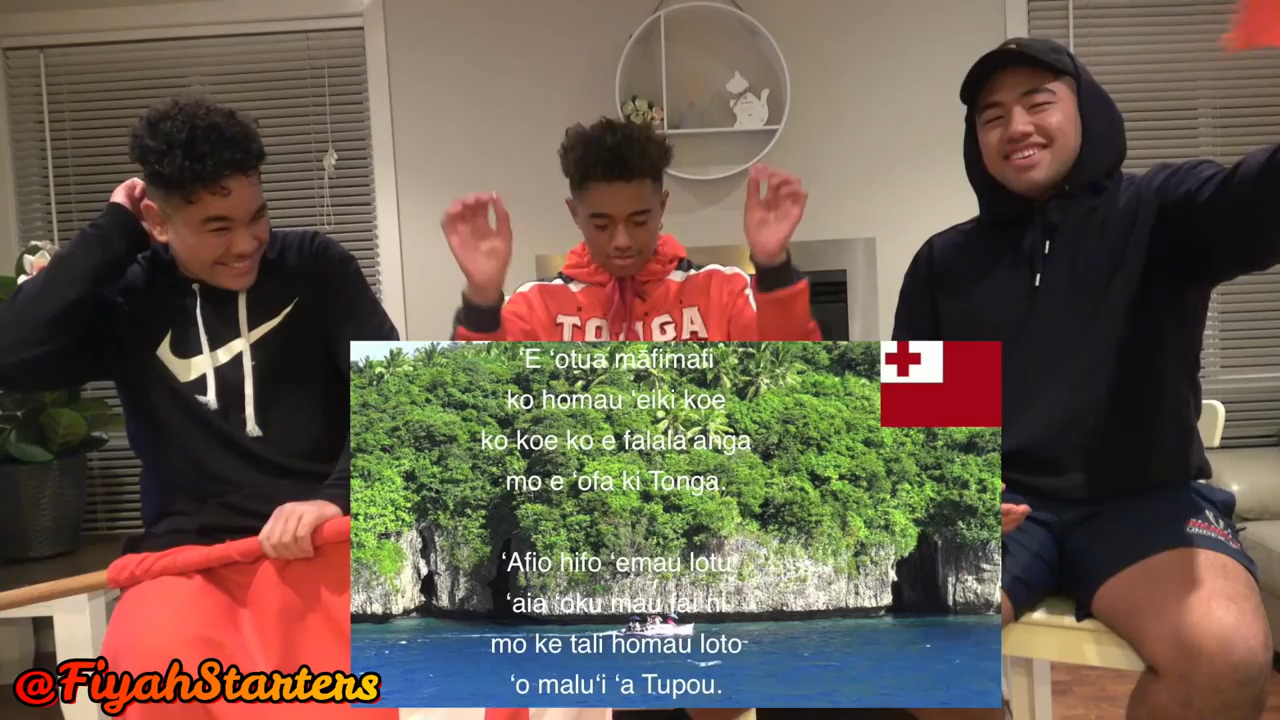 TONGA
'E 'otua māfimafi
ko homau 'eiki koe
ko koe ko e falala anga
mo e 'ofa ki Tonga.
'Afio hifo 'emau lotu
'aia 'oku mau fai ni
mo ke tali homau loto
'o malu'i 'a Tupou.
@FiyahStarters